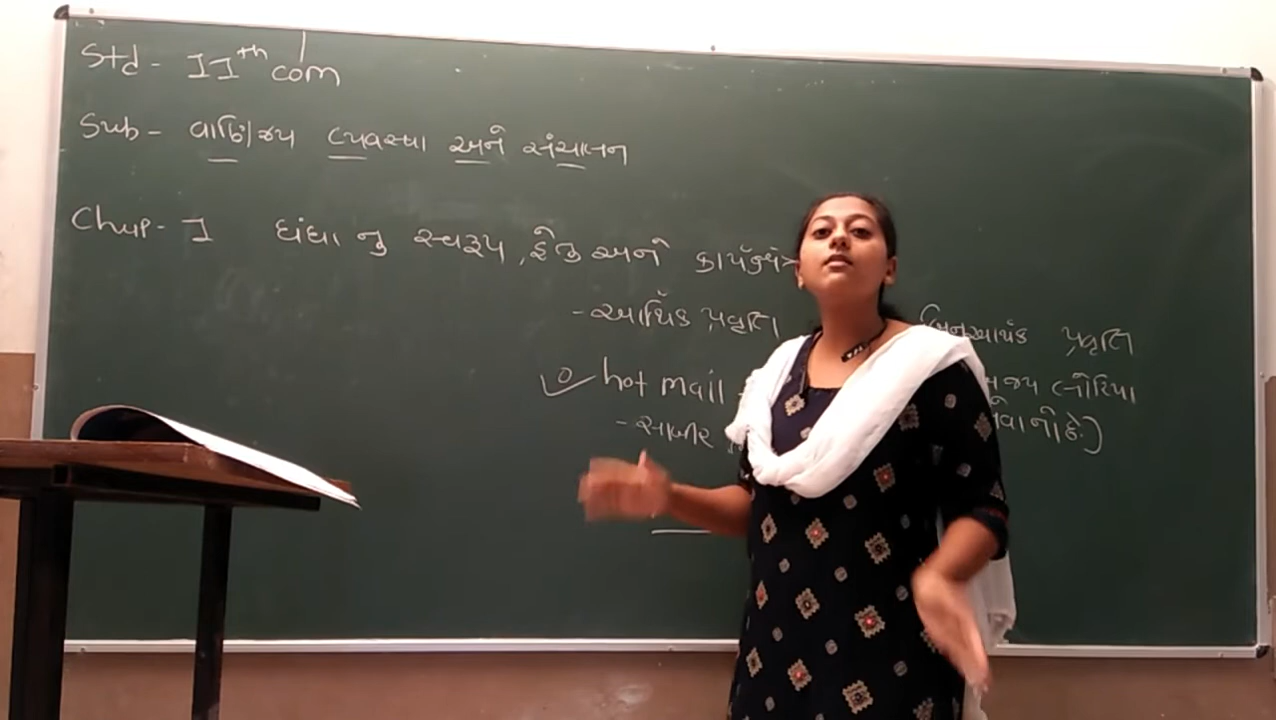 Std - 11th com
Sub - વાણિજ્ય વ્યવસ્થા અને સંચાલન
Chap - 1 ધંધા નુ સ્વરૂપ, હેતુ અને કાર્યક્ષેત્ર
- આર્થિક પ્રવૃતિ બિનઆર્થિક પ્રવૃતિ
hot mail
- સાબીર